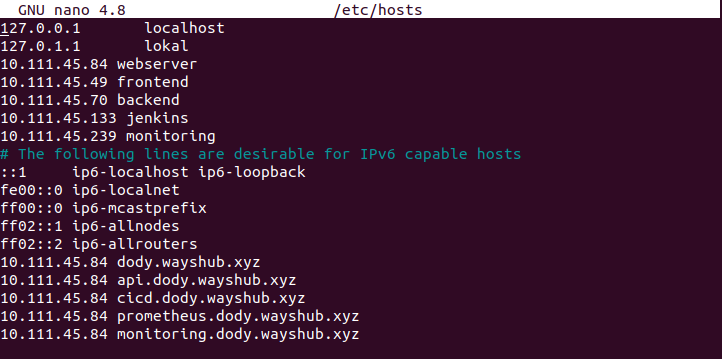 GNU nano 4.8 /etc/hosts
127.0.0.1 localhost
127.0.1.1 lokal
10.111.45.84 webserver
10.111.45.49 frontend
10.111.45.70 backend
10.111.45.133 jenkins
10.111.45.239 monitoring
# The following lines are desirable for IPv6 capable hosts
::1 ip6-localhost ip6-loopback
fe00::0 ip6-localnet
ff00::0 ip6-mcastprefix
ff02::1 ip6-allnodes
ff02::2 ip6-allrouters
10.111.45.84 dody.wayshub.xyz
10.111.45.84 api.dody.wayshub.xyz
10.111.45.84 cicd.dody.wayshub.xyz
10.111.45.84 prometheus.dody.wayshub.xyz
10.111.45.84 monitoring.dody.wayshub.xyz